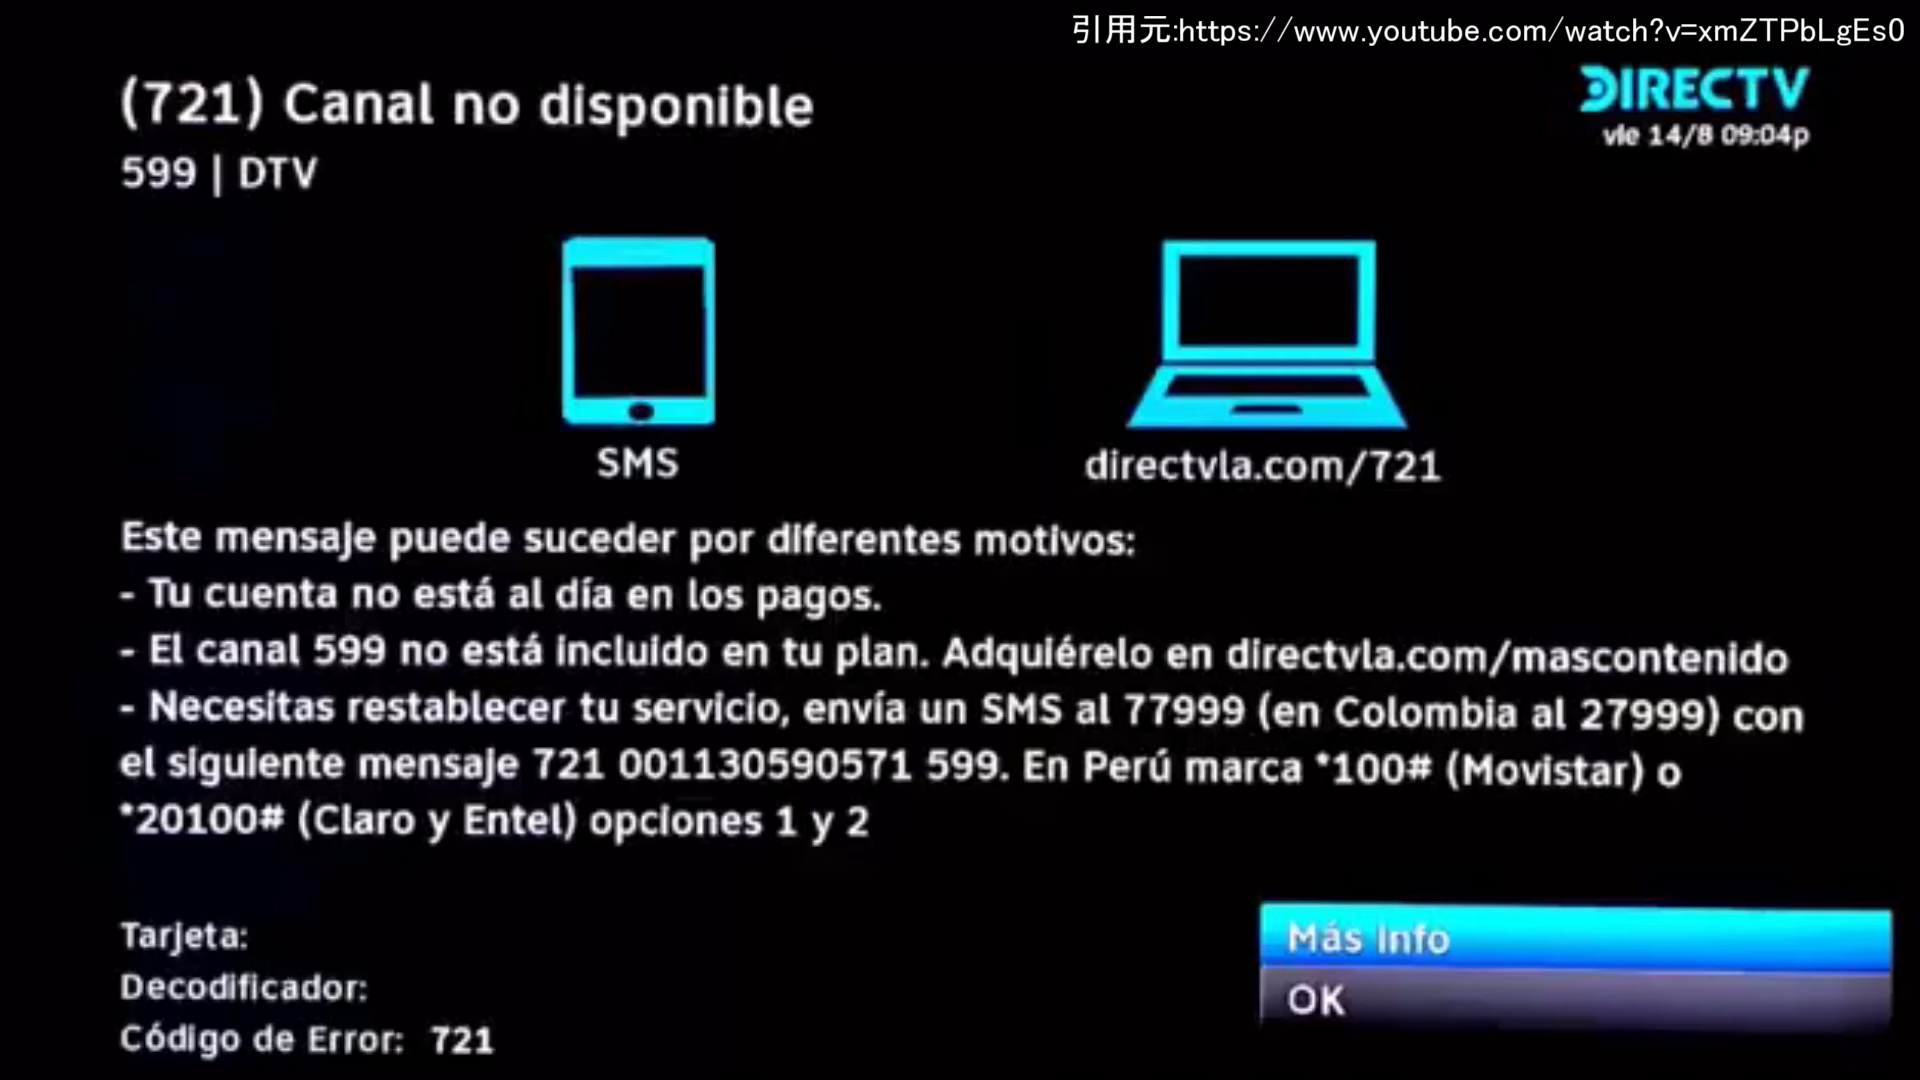 引用元:https://www.youtube.com/watch?v=xmZTPbLgEs0
(721) Canal no disponible
DIRECTV
vie 14/8 09:04p
599 | DTV
SMS
directvla.com/721
Este mensaje puede suceder por diferentes motivos:
- Tu cuenta no está al día en los pagos.
- El canal 599 no está incluido en tu plan. Adquiérelo en directvla.com/mascontenido
- Necesitas restablecer tu servicio, envía un SMS al 77999 (en Colombia al 27999) con
el siguiente mensaje 721 001130590571 599. En Perú marca *100# (Movistar) o
*20100# (Claro y Entel) opciones 1 y 2
Tarjeta:
Decodificador:
Código de Error: 721
Más Info
OK